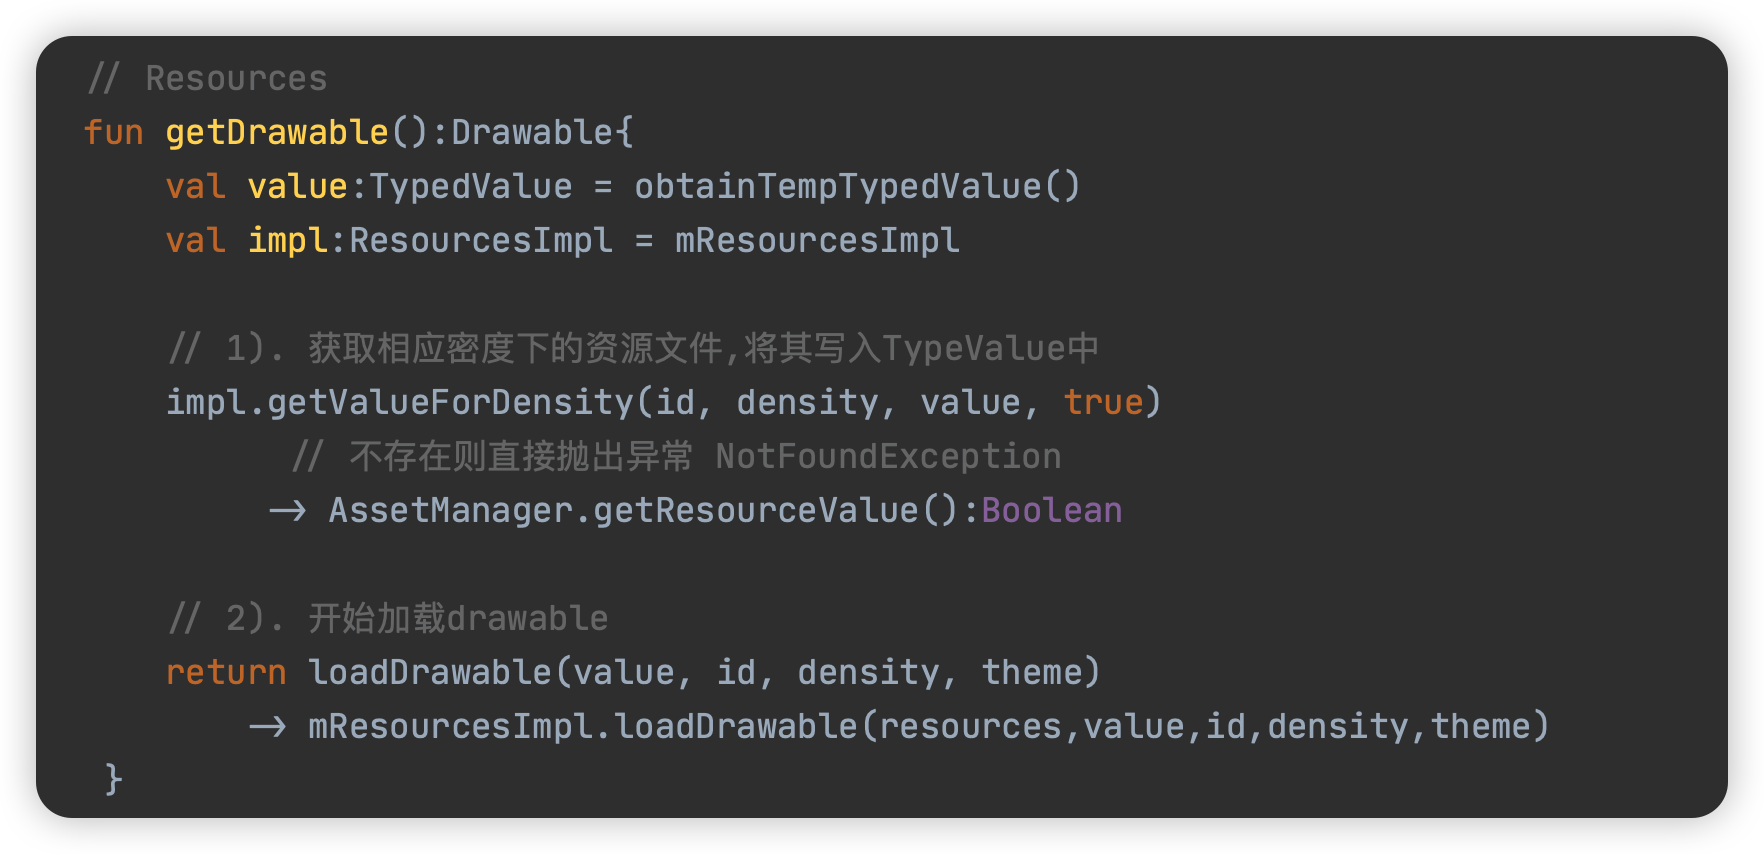 // Resources
fun getDrawable():Drawable{
val value:TypedValue = obtainTempTypedValue()
val impl:ResourcesImpl = mResourcesImpl
// 1). 获取相应密度下的资源文件,将其写入TypeValue中
impl.getValueForDensity(id, density, value, true)
// 不存在则直接抛出异常 NotFoundException
-> AssetManager.getResourceValue():Boolean
// 2). 开始加载drawable
return loadDrawable(value, id, density, theme)
-> mResourcesImpl.loadDrawable(resources,value,id,density,theme)
}